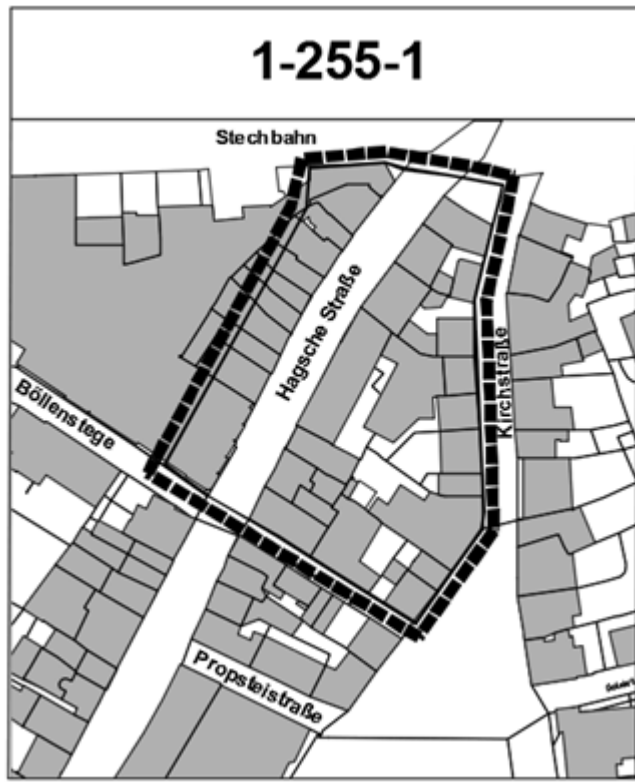 1-255-1
Stechbahn
Hagsche Straße
Kirchstraße
Böllenstege
Propsteistraße